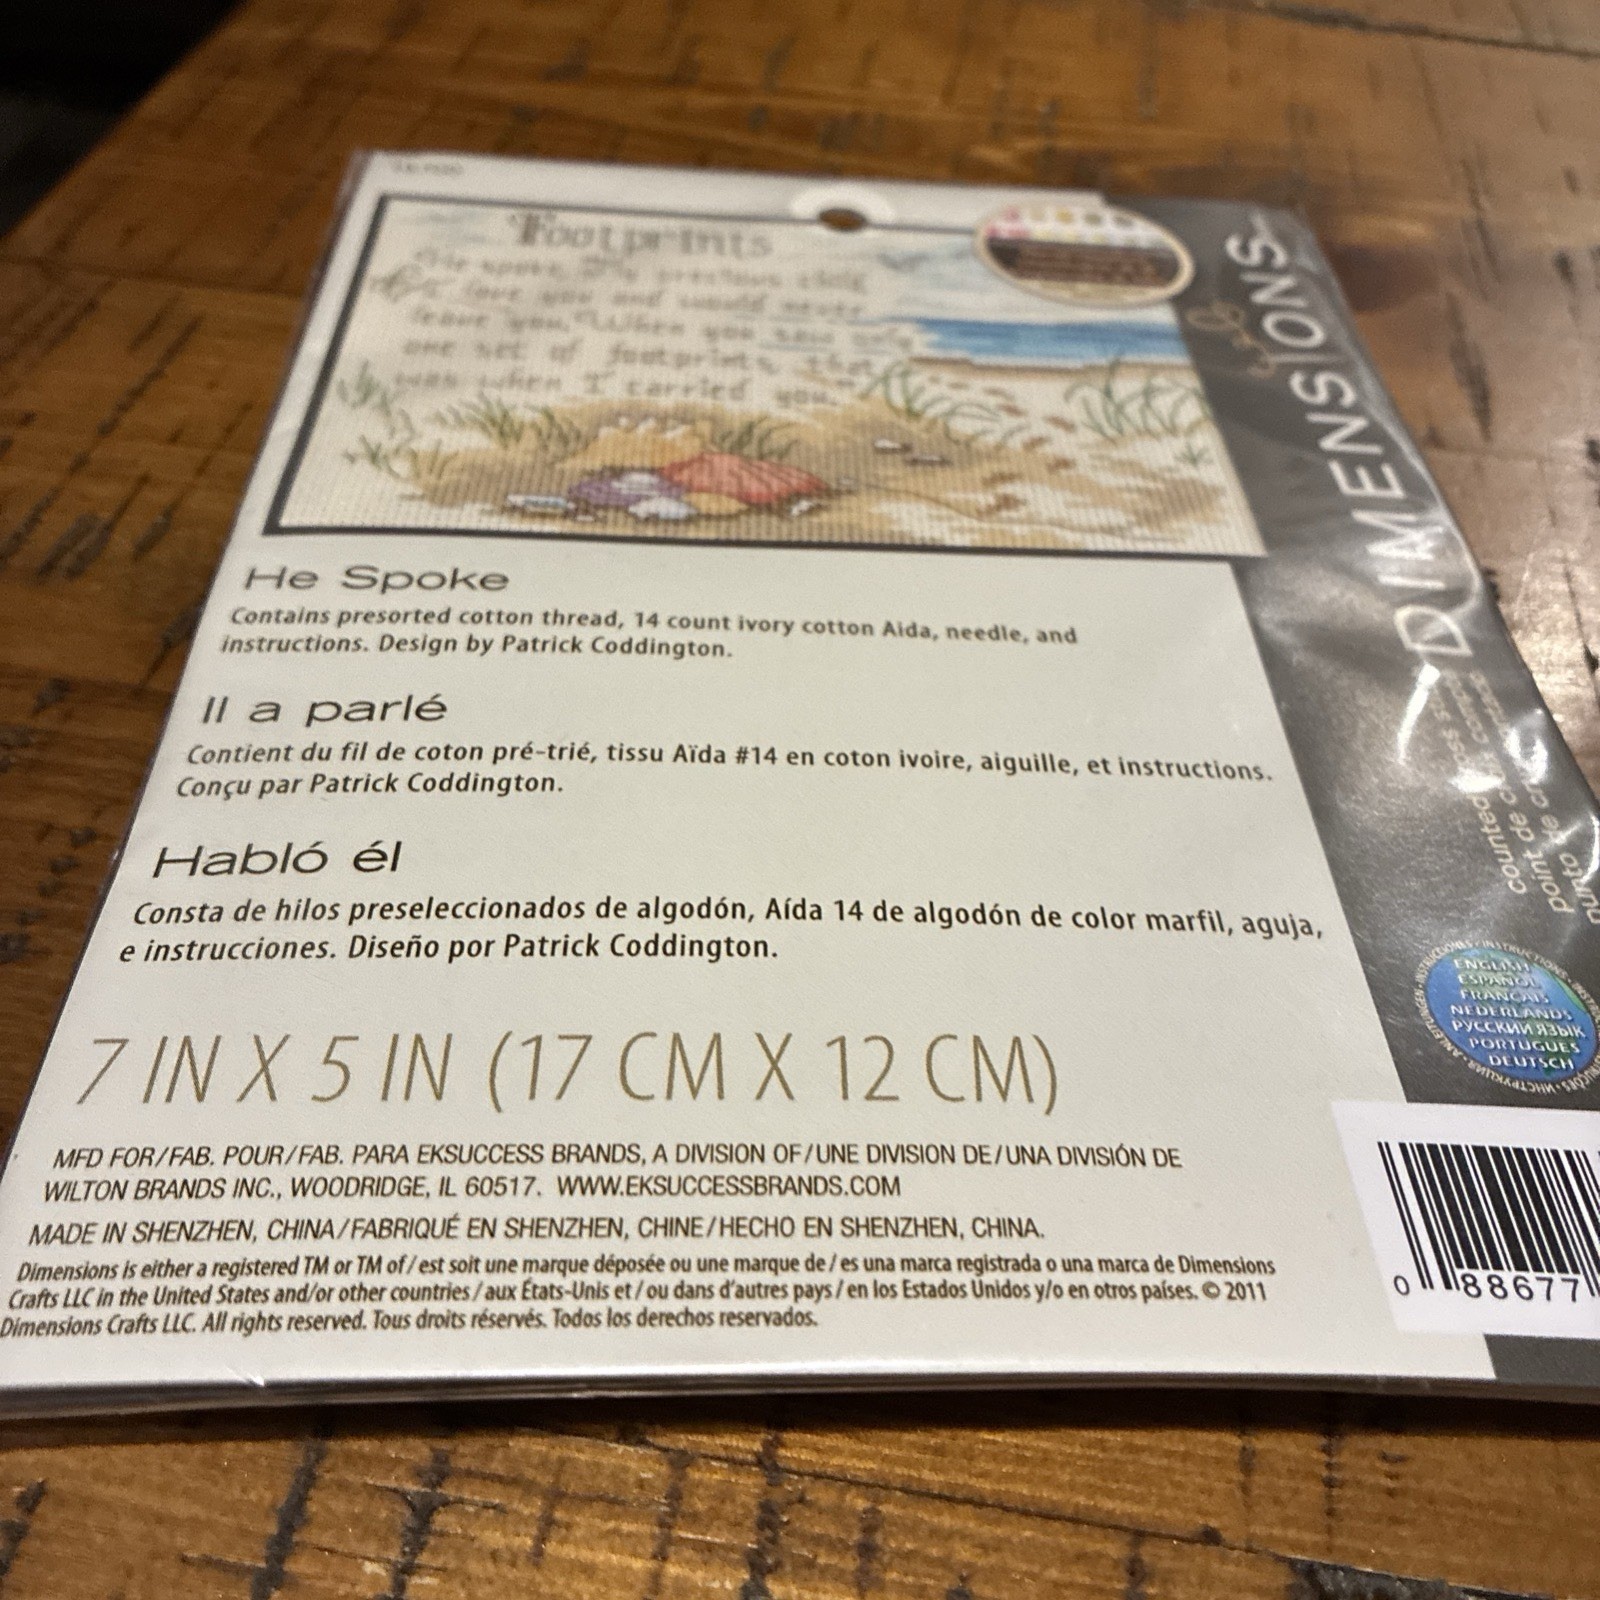 Footprints
He spoke, "My precious child
I love you and would never
leave you." When you saw only
one set of footprints, that
was when I carried you.
DIMENSIONS
counted cross
point de
punto de
He Spoke
Contains presorted cotton thread, 14 count ivory cotton Aida, needle, and
instructions. Design by Patrick Coddington.
Il a parlé
Contient du fil de coton pré-trié, tissu Aïda #14 en coton ivoire, aiguille, et instructions.
Conçu par Patrick Coddington.
Habló él
Consta de hilos preseleccionados de algodón, Aída 14 de algodón de color marfil, aguja,
e instrucciones. Diseño por Patrick Coddington.
ENGLISH
ESPAÑOL
FRANÇAIS
NEDERLANDS
РУССКИЙ ЯЗЫК
PORTUGUES
DEUTSCH
7 IN X 5 IN (17 CM X 12 CM)
MFD FOR/FAB. POUR/FAB. PARA EKSUCCESS BRANDS, A DIVISION OF/UNE DIVISION DE/UNA DIVISIÓN DE
WILTON BRANDS INC., WOODRIDGE, IL 60517. WWW.EKSUCCESSBRANDS.COM
MADE IN SHENZHEN, CHINA/FABRIQUÉ EN SHENZHEN, CHINE/HECHO EN SHENZHEN, CHINA.
Dimensions is either a registered TM or TM of/est soit une marque déposée ou une marque de/es una marca registrada o una marca de Dimensions
Crafts LLC in the United States and/or other countries/aux États-Unis et/ou dans d'autres pays/en los Estados Unidos y/o en otros países. © 2011
Dimensions Crafts LLC. All rights reserved. Tous droits réservés. Todos los derechos reservados.
0 88677